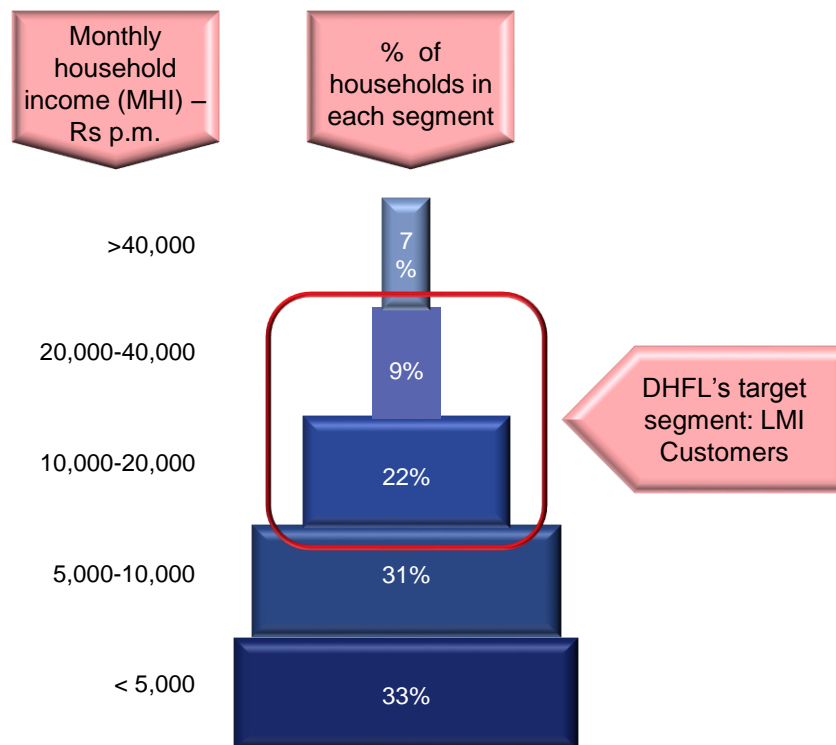 Monthly
household
income (MHI) –
Rs p.m.
% of
households in
each segment
>40,000
7
%
20,000-40,000
9%
DHFL's target
segment: LMI
Customers
10,000-20,000
22%
5,000-10,000
31%
< 5,000
33%